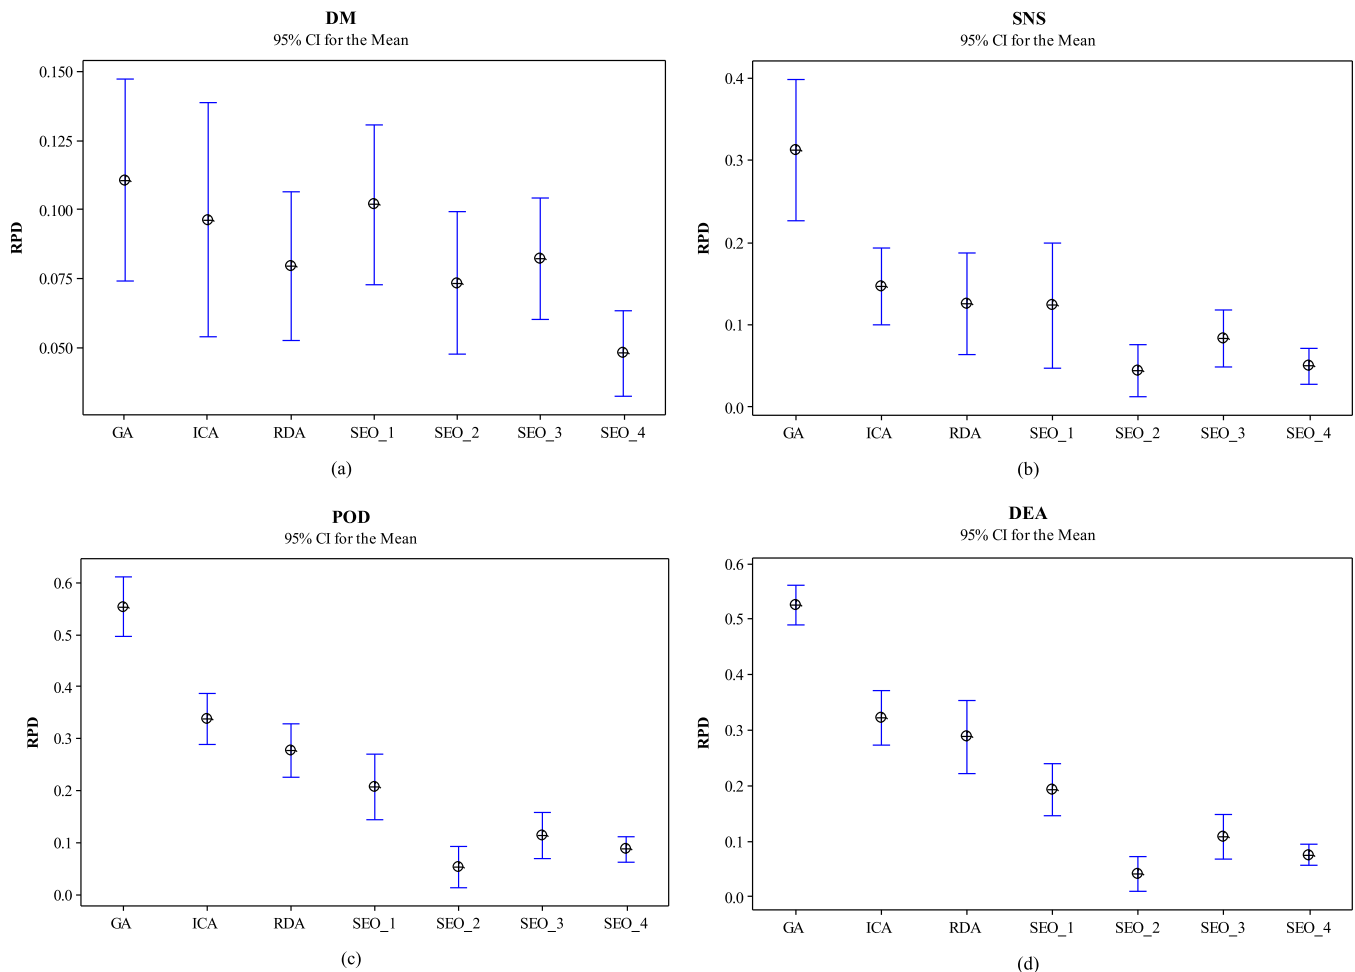 DM
95% CI for the Mean
RPD
0.150
0.125
0.100
0.075
0.050
GA ICA RDA SEO_1 SEO_2 SEO_3 SEO_4
(a)
SNS
95% CI for the Mean
RPD
0.4
0.3
0.2
0.1
0.0
GA ICA RDA SEO_1 SEO_2 SEO_3 SEO_4
(b)
POD
95% CI for the Mean
RPD
0.6
0.5
0.4
0.3
0.2
0.1
0.0
GA ICA RDA SEO_1 SEO_2 SEO_3 SEO_4
(c)
DEA
95% CI for the Mean
RPD
0.6
0.5
0.4
0.3
0.2
0.1
0.0
GA ICA RDA SEO_1 SEO_2 SEO_3 SEO_4
(d)